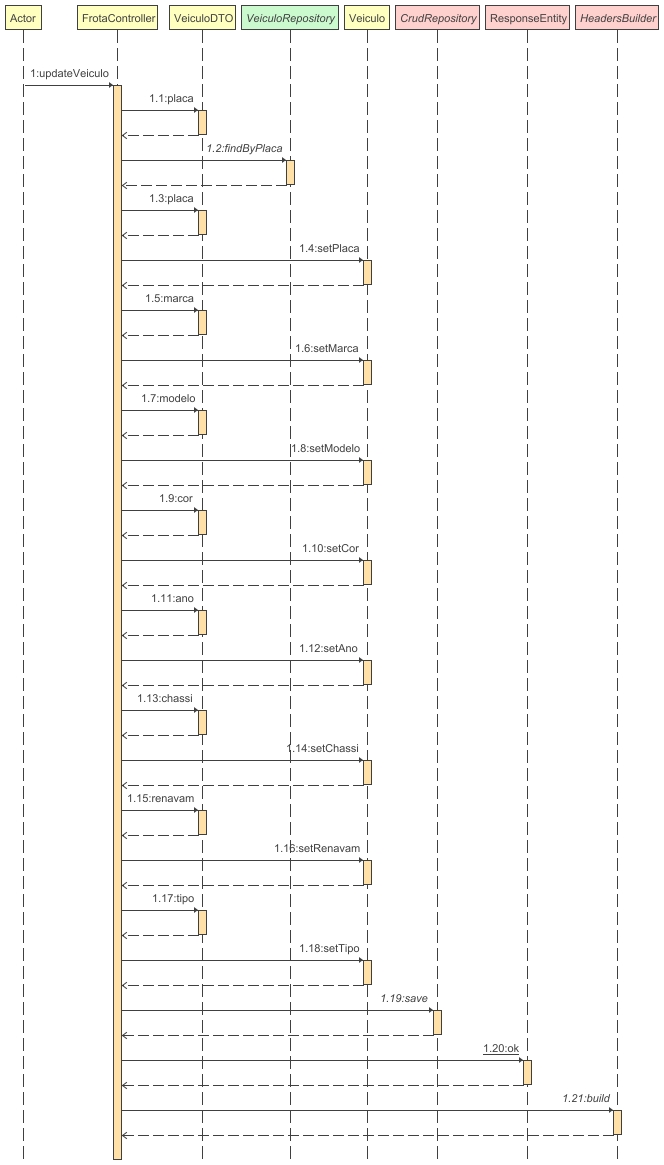 Actor
FrotaController
VeiculoDTO
VeiculoRepository
Veiculo
CrudRepository
ResponseEntity
HeadersBuilder
1:updateVeiculo
1.1:placa
1.2:findByPlaca
1.3:placa
1.4:setPlaca
1.5:marca
1.6:setMarca
1.7:modelo
1.8:setModelo
1.9:cor
1.10:setCor
1.11:ano
1.12:setAno
1.13:chassi
1.14:setChassi
1.15:renavam
1.16:setRenavam
1.17:tipo
1.18:setTipo
1.19:save
1.20:ok
1.21:build